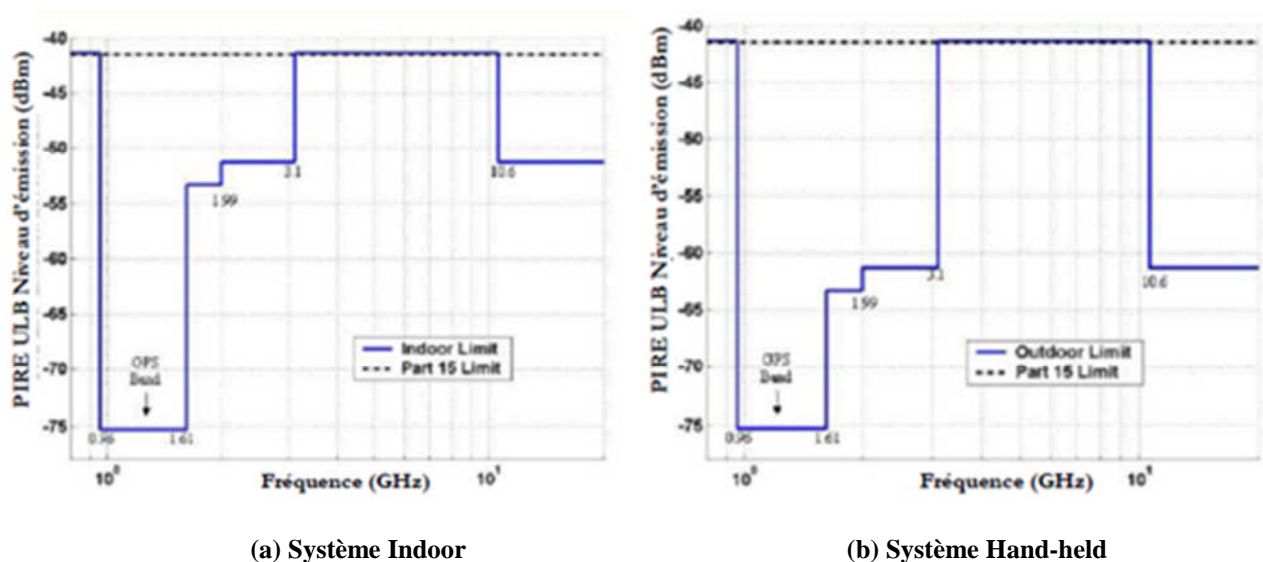 PIRE ULB Niveau d'émission (dBm)
-40
-45
-50
-55
-60
-65
-70
-75
3.1
10.6
1.99
Indoor Limit
Part 15 Limit
GPS
Band
0.96
1.61
10⁰
Fréquence (GHz)
10¹
(a) Système Indoor
PIRE ULB Niveau d'émission (dBm)
-40
-45
-50
-55
-60
-65
-70
-75
3.1
10.6
1.99
Outdoor Limit
Part 15 Limit
GPS
Band
0.96
1.61
10⁰
Fréquence (GHz)
10¹
(b) Système Hand-held